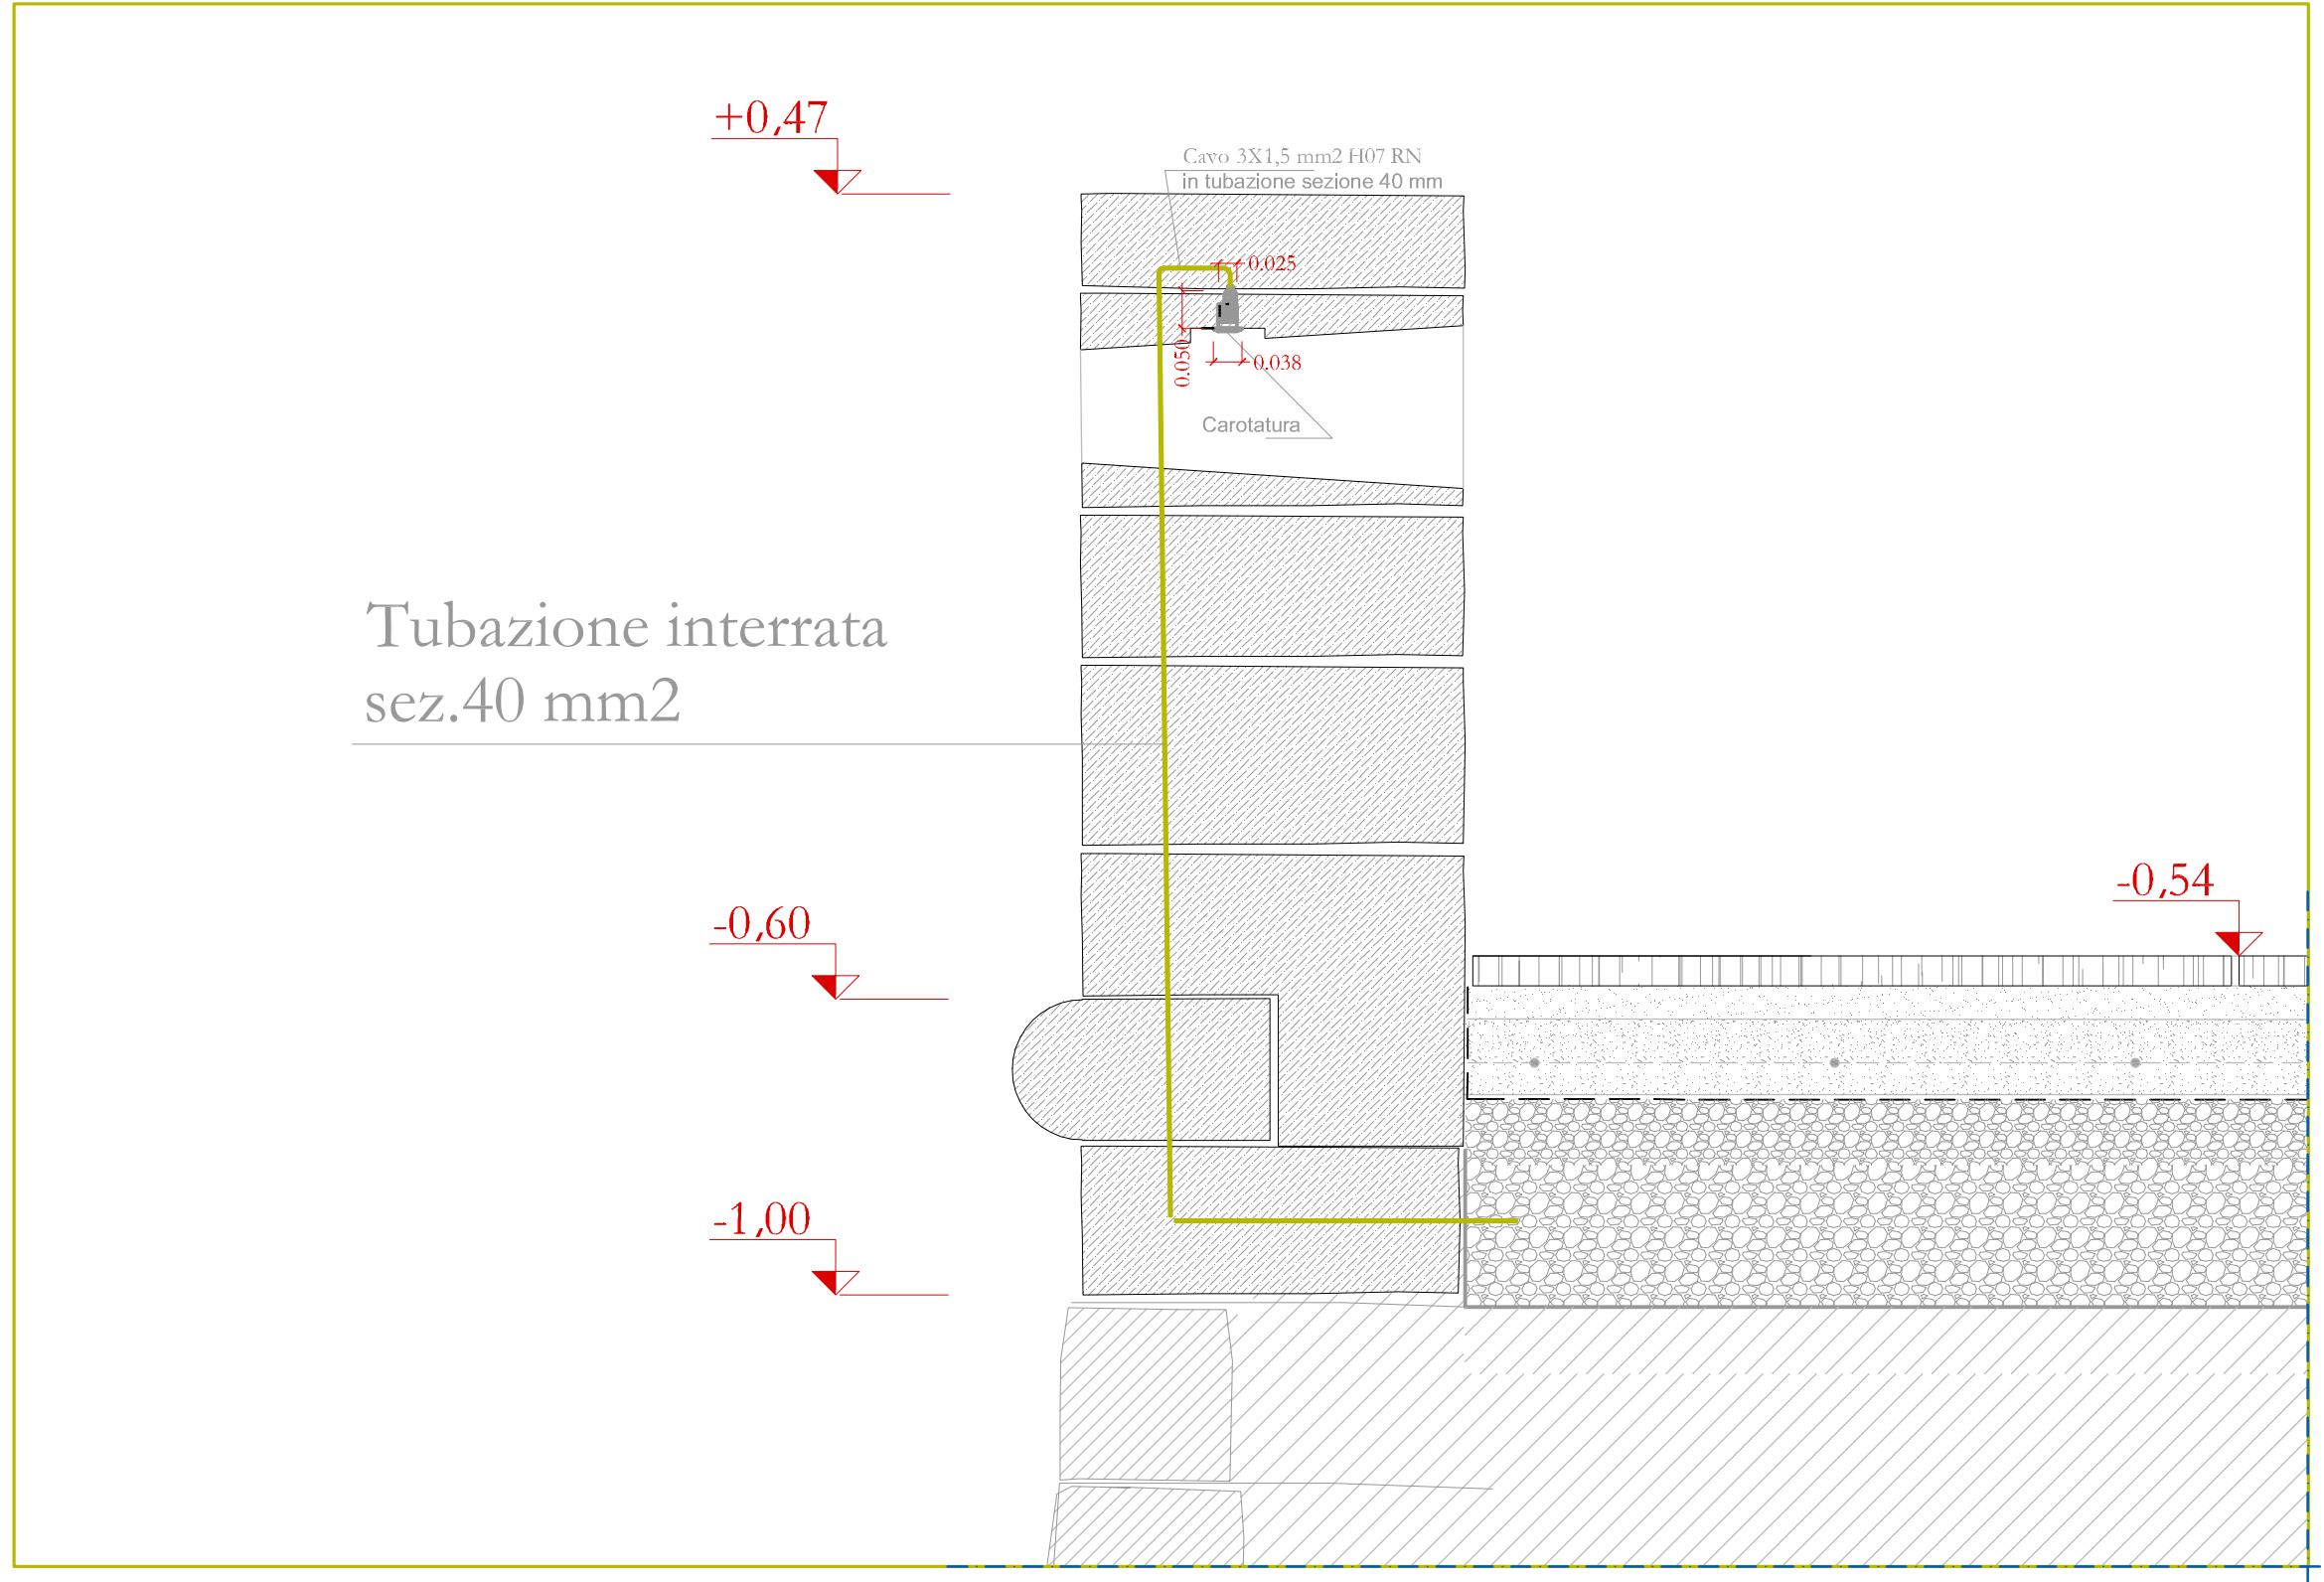 +0,47
Cavo 3X1,5 mm2 H07 RN
in tubazione sezione 40 mm
0.025
0.050
0.038
Carotatura
Tubazione interrata
sez.40 mm2
-0,54
-0,60
-1,00